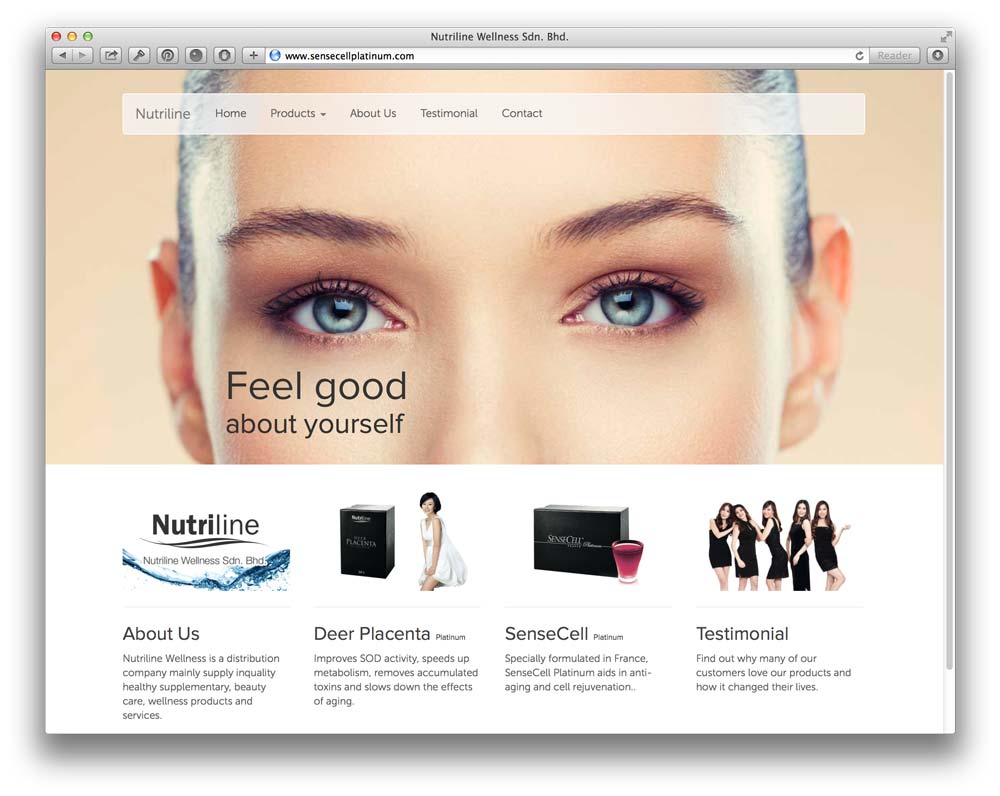 Nutriline Wellness Sdn. Bhd.
www.sensecellplatinum.com
Reader
Nutriline Home Products About Us Testimonial Contact
Feel good
about yourself
Nutriline
Nutriline Wellness Sdn. Bhd.
Nutriline
DEER
PLACENTA
SENSECELL Platinum
About Us
Nutriline Wellness is a distribution
company mainly supply inquality
healthy supplementary, beauty
care, wellness products and
services.
Deer Placenta Platinum
Improves SOD activity, speeds up
metabolism, removes accumulated
toxins and slows down the effects
of aging.
SenseCell Platinum
Specially formulated in France,
SenseCell Platinum aids in anti-
aging and cell rejuvenation..
Testimonial
Find out why many of our
customers love our products and
how it changed their lives.